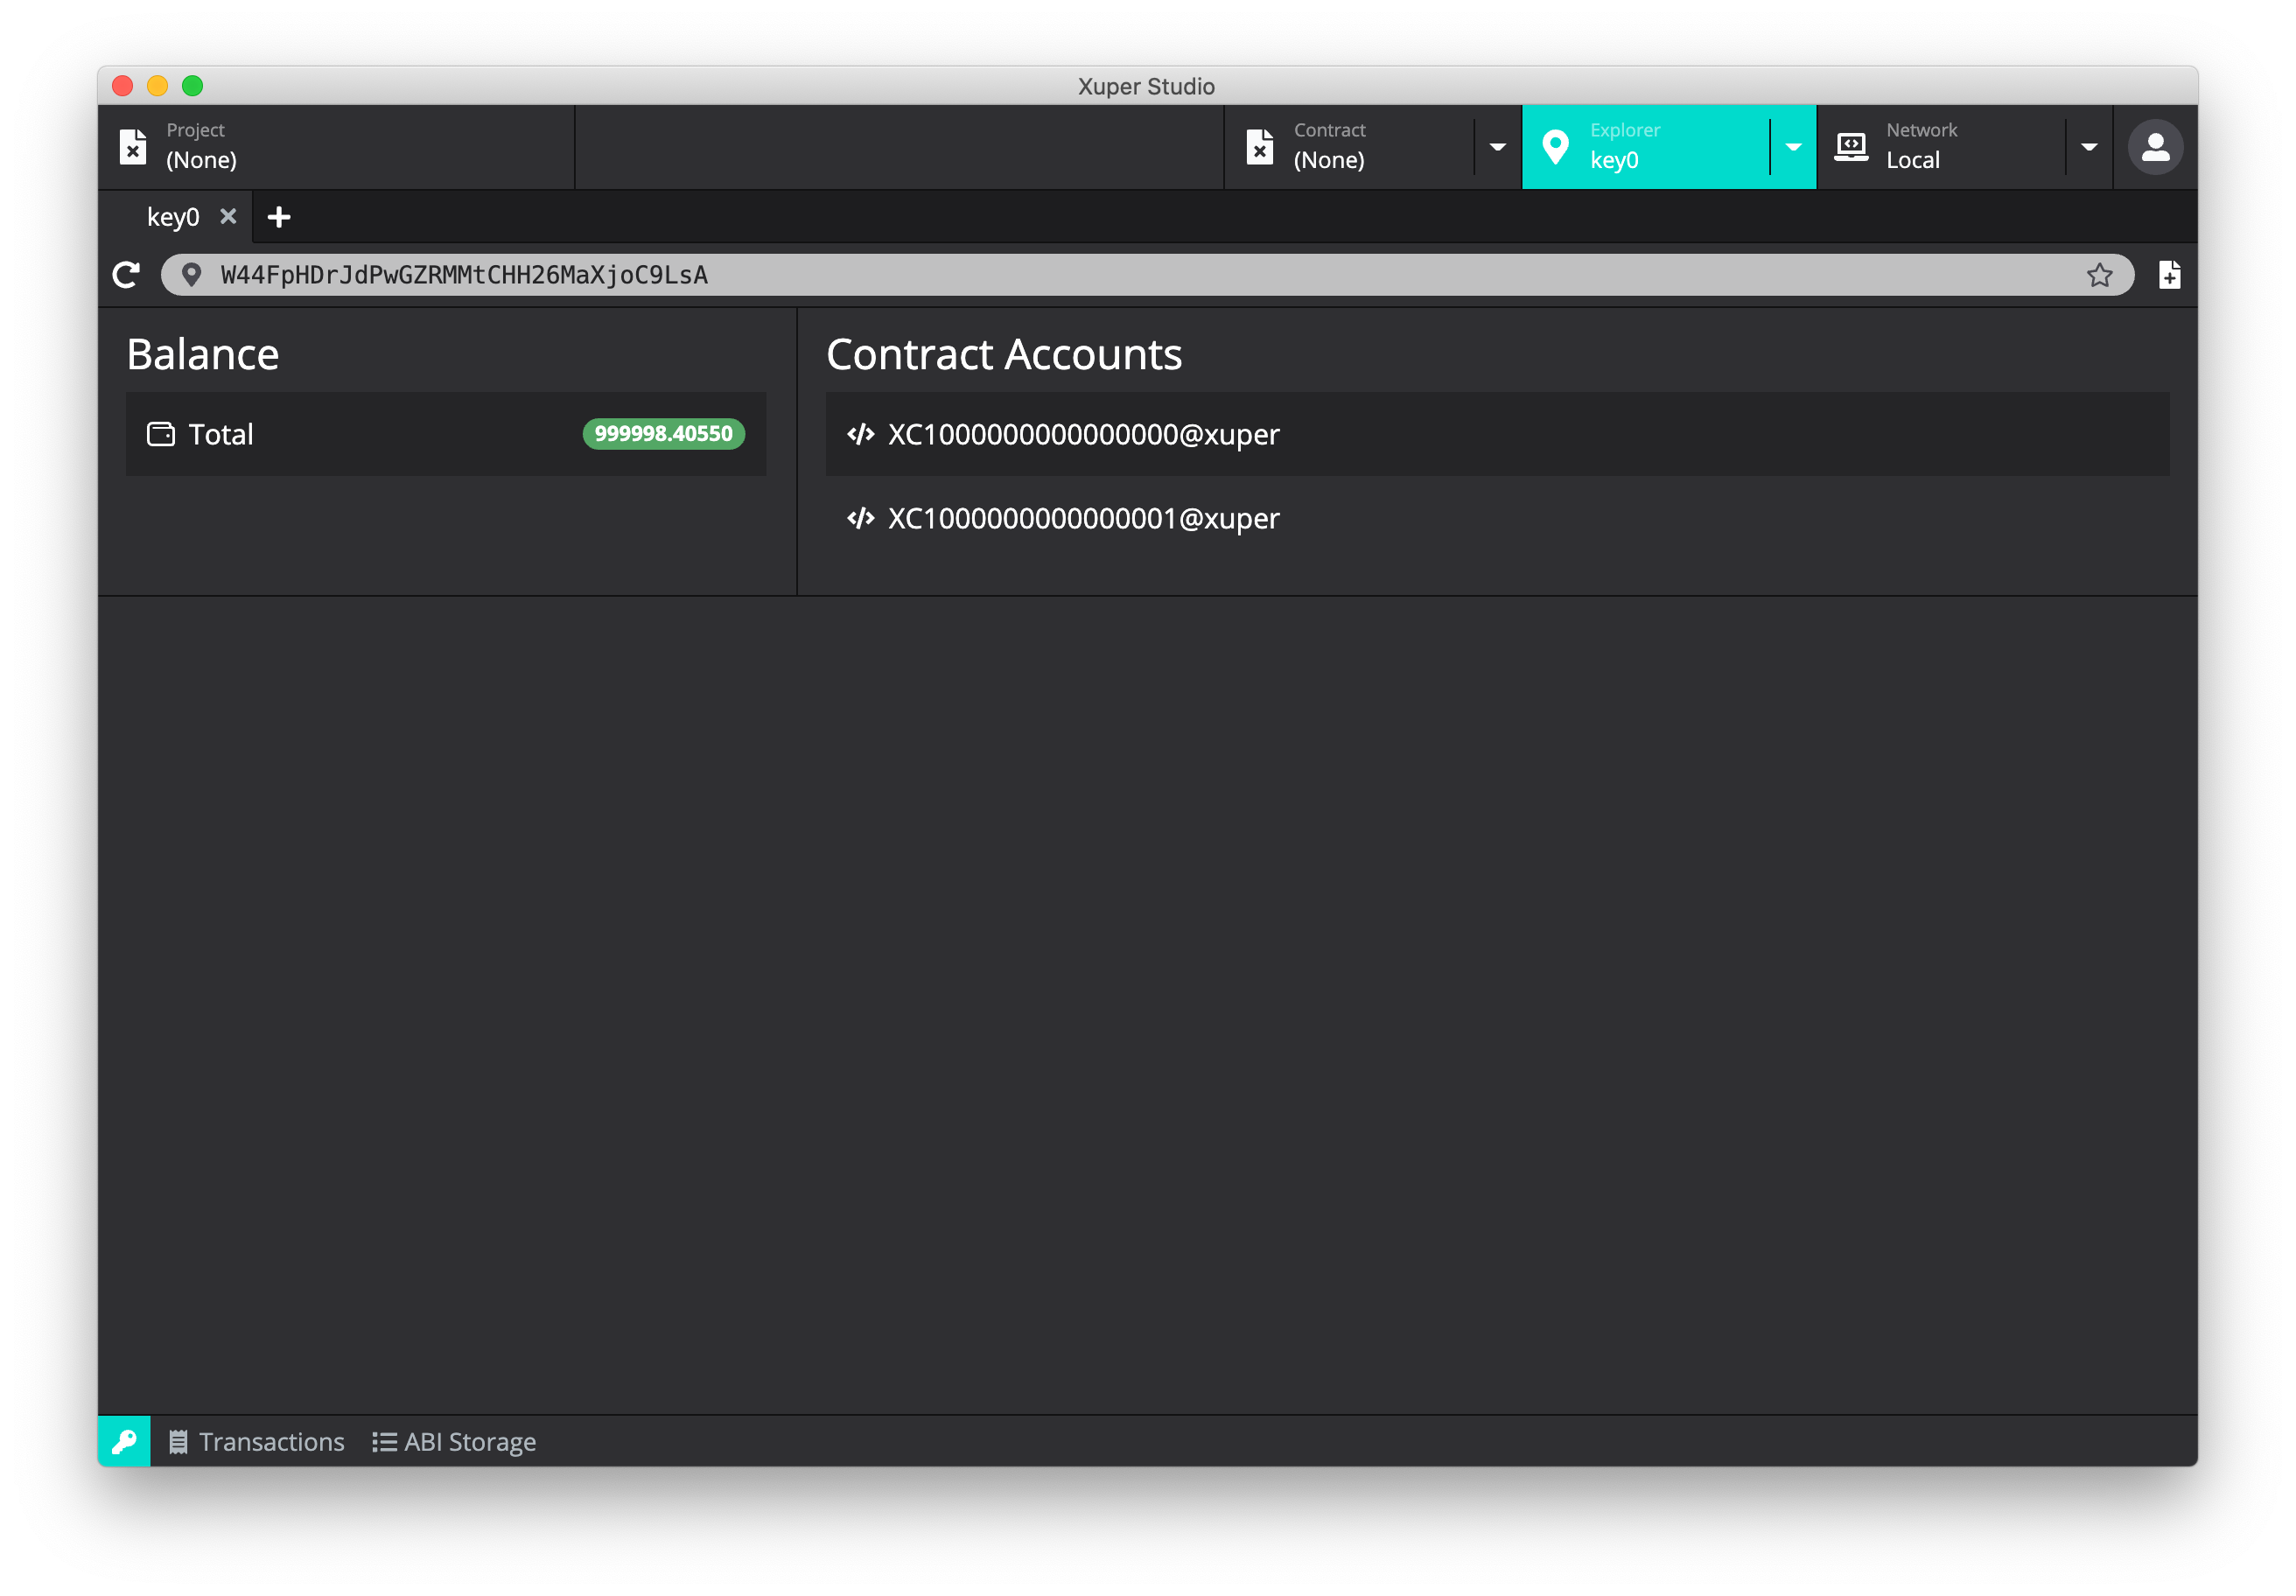 Xuper Studio
Project
(None)
Contract
(None)
Explorer
key0
Network
Local
key0
W44FpHDrJdPwGZRMMtCHH26MaXjoC9LsA
Balance
Total
999998.40550
Contract Accounts
XC1000000000000000@xuper
XC1000000000000001@xuper
Transactions
ABI Storage